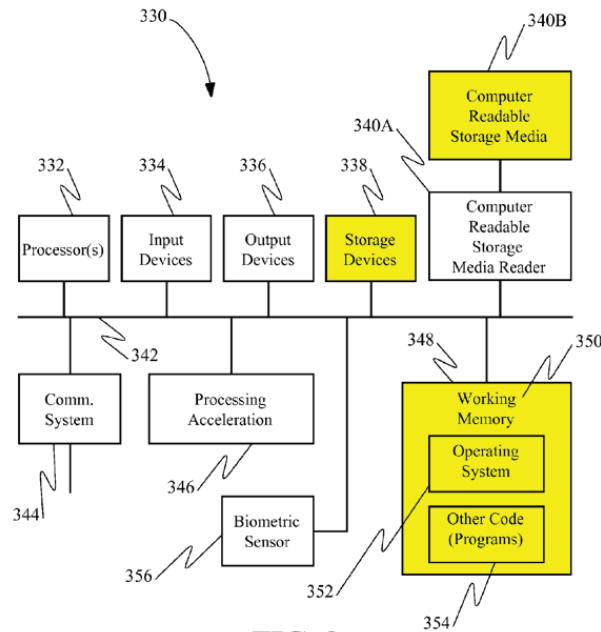 330
340B
Computer
Readable
Storage Media
340A
332
334
336
338
Processor(s)
Input
Devices
Output
Devices
Storage
Devices
Computer
Readable
Storage
Media Reader
342
348
350
Comm.
System
Processing
Acceleration
Working
Memory
Operating
System
Other Code
(Programs)
344
346
Biometric
Sensor
356
352
354